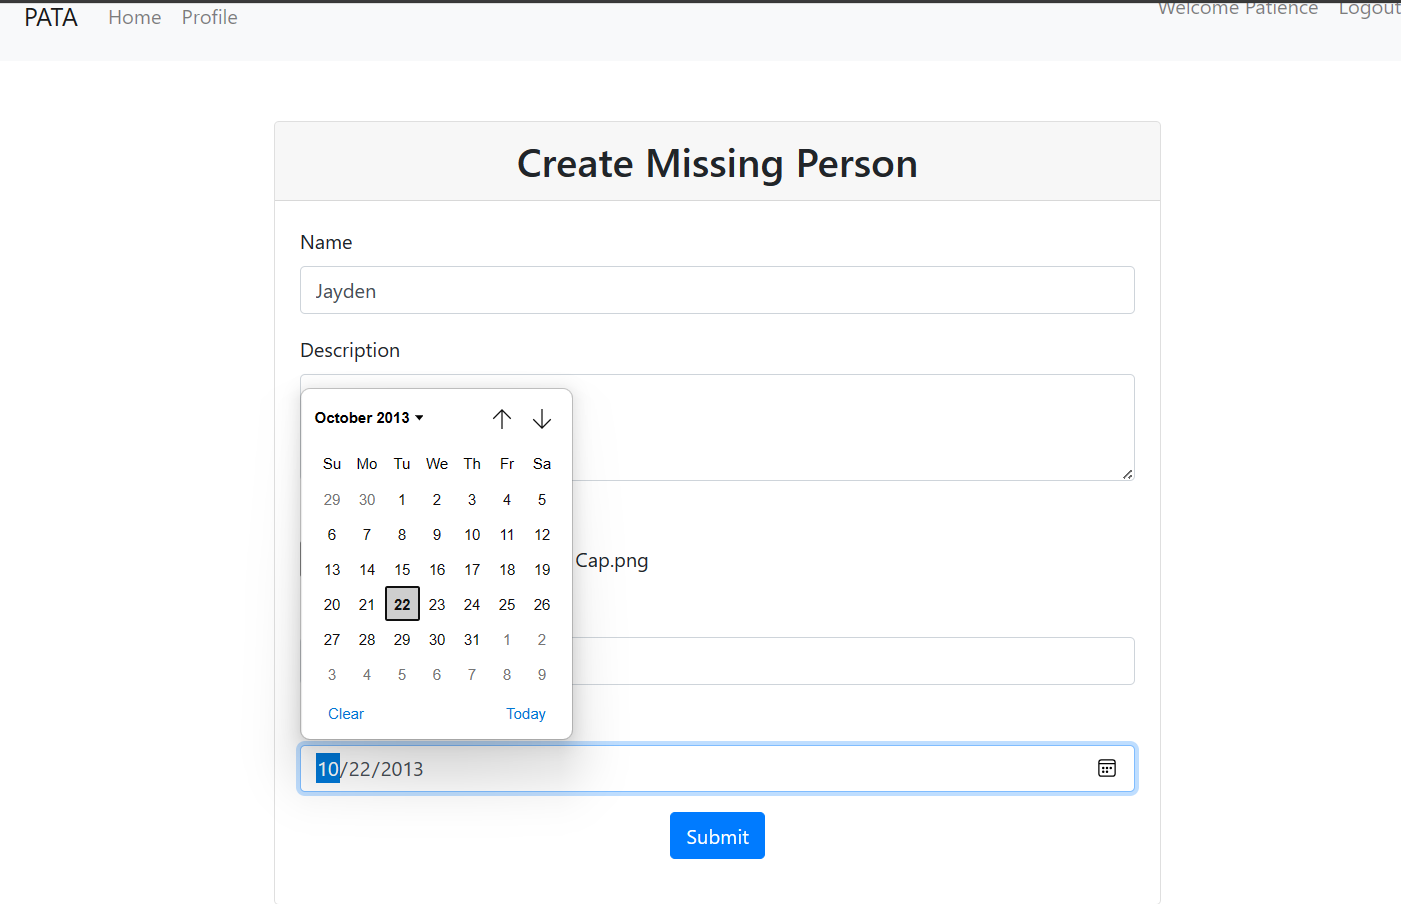 PATA Home Profile Welcome Patience Logout
Create Missing Person
Name
Jayden
Description
October 2013
Su Mo Tu We Th Fr Sa
29 30 1 2 3 4 5
6 7 8 9 10 11 12
Cap.png
13 14 15 16 17 18 19
20 21 22 23 24 25 26
27 28 29 30 31 1 2
3 4 5 6 7 8 9
Clear Today
10/22/2013
Submit